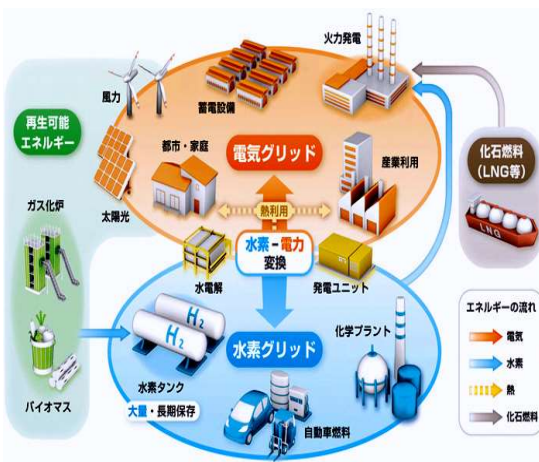 火力発電
風力
蓄電設備
再生可能
エネルギー
都市・家庭
電気グリッド
産業利用
化石燃料
(LNG等)
太陽光
熱利用
ガス化炉
LNG
水素-電力
変換
水電解
発電ユニット
エネルギーの流れ
電気
水素
熱
化石燃料
H2
H2
水素グリッド
化学プラント
水素タンク
バイオマス
大量・長期保存
自動車燃料